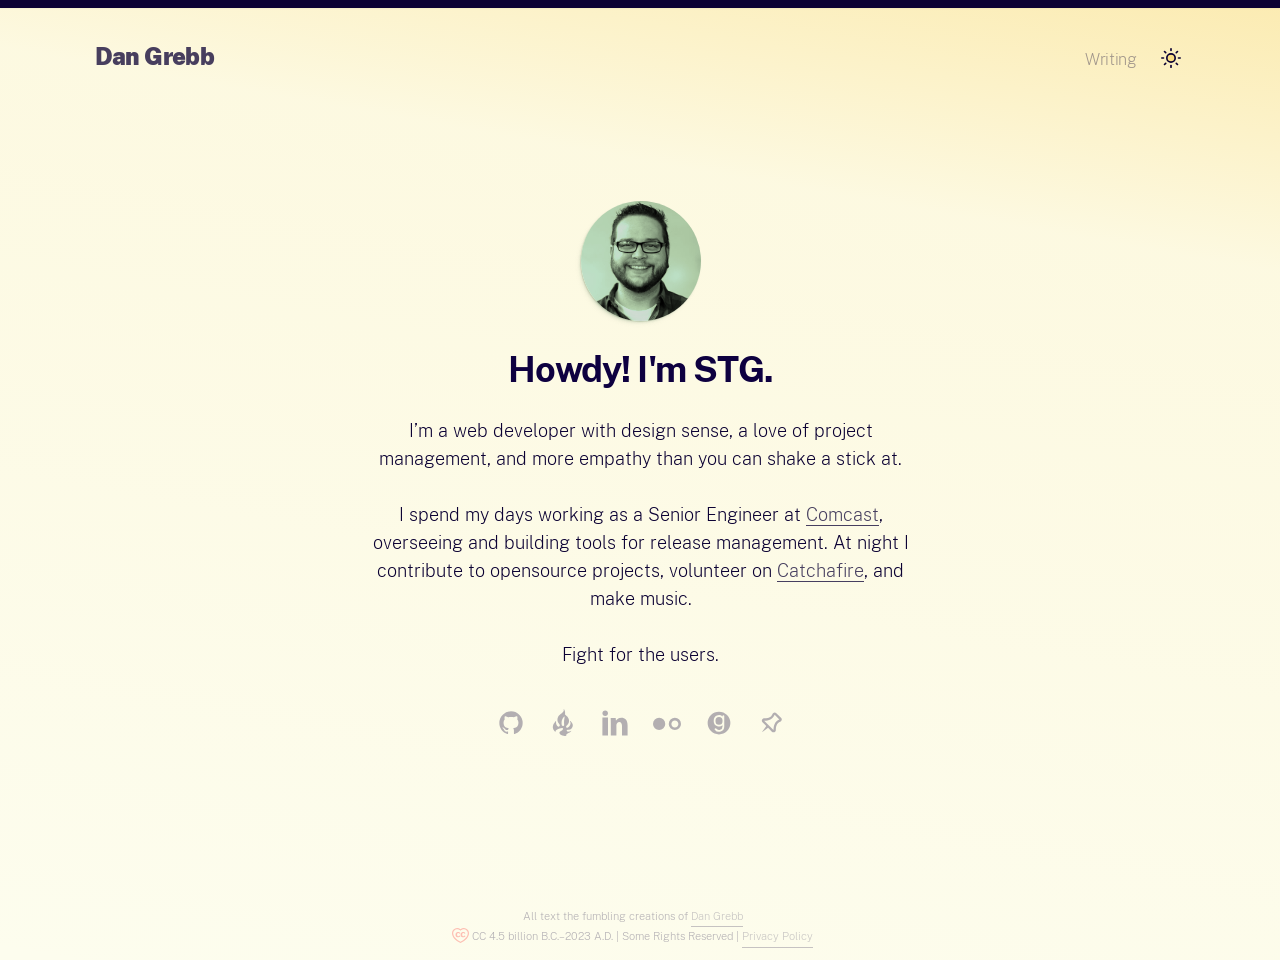 Dan Grebb
Writing
Howdy! I'm STG.
I’m a web developer with design sense, a love of project
management, and more empathy than you can shake a stick at.
I spend my days working as a Senior Engineer at Comcast,
overseeing and building tools for release management. At night I
contribute to opensource projects, volunteer on Catchafire, and
make music.
Fight for the users.
All text the fumbling creations of Dan Grebb
CC 4.5 billion B.C.–2023 A.D. | Some Rights Reserved | Privacy Policy